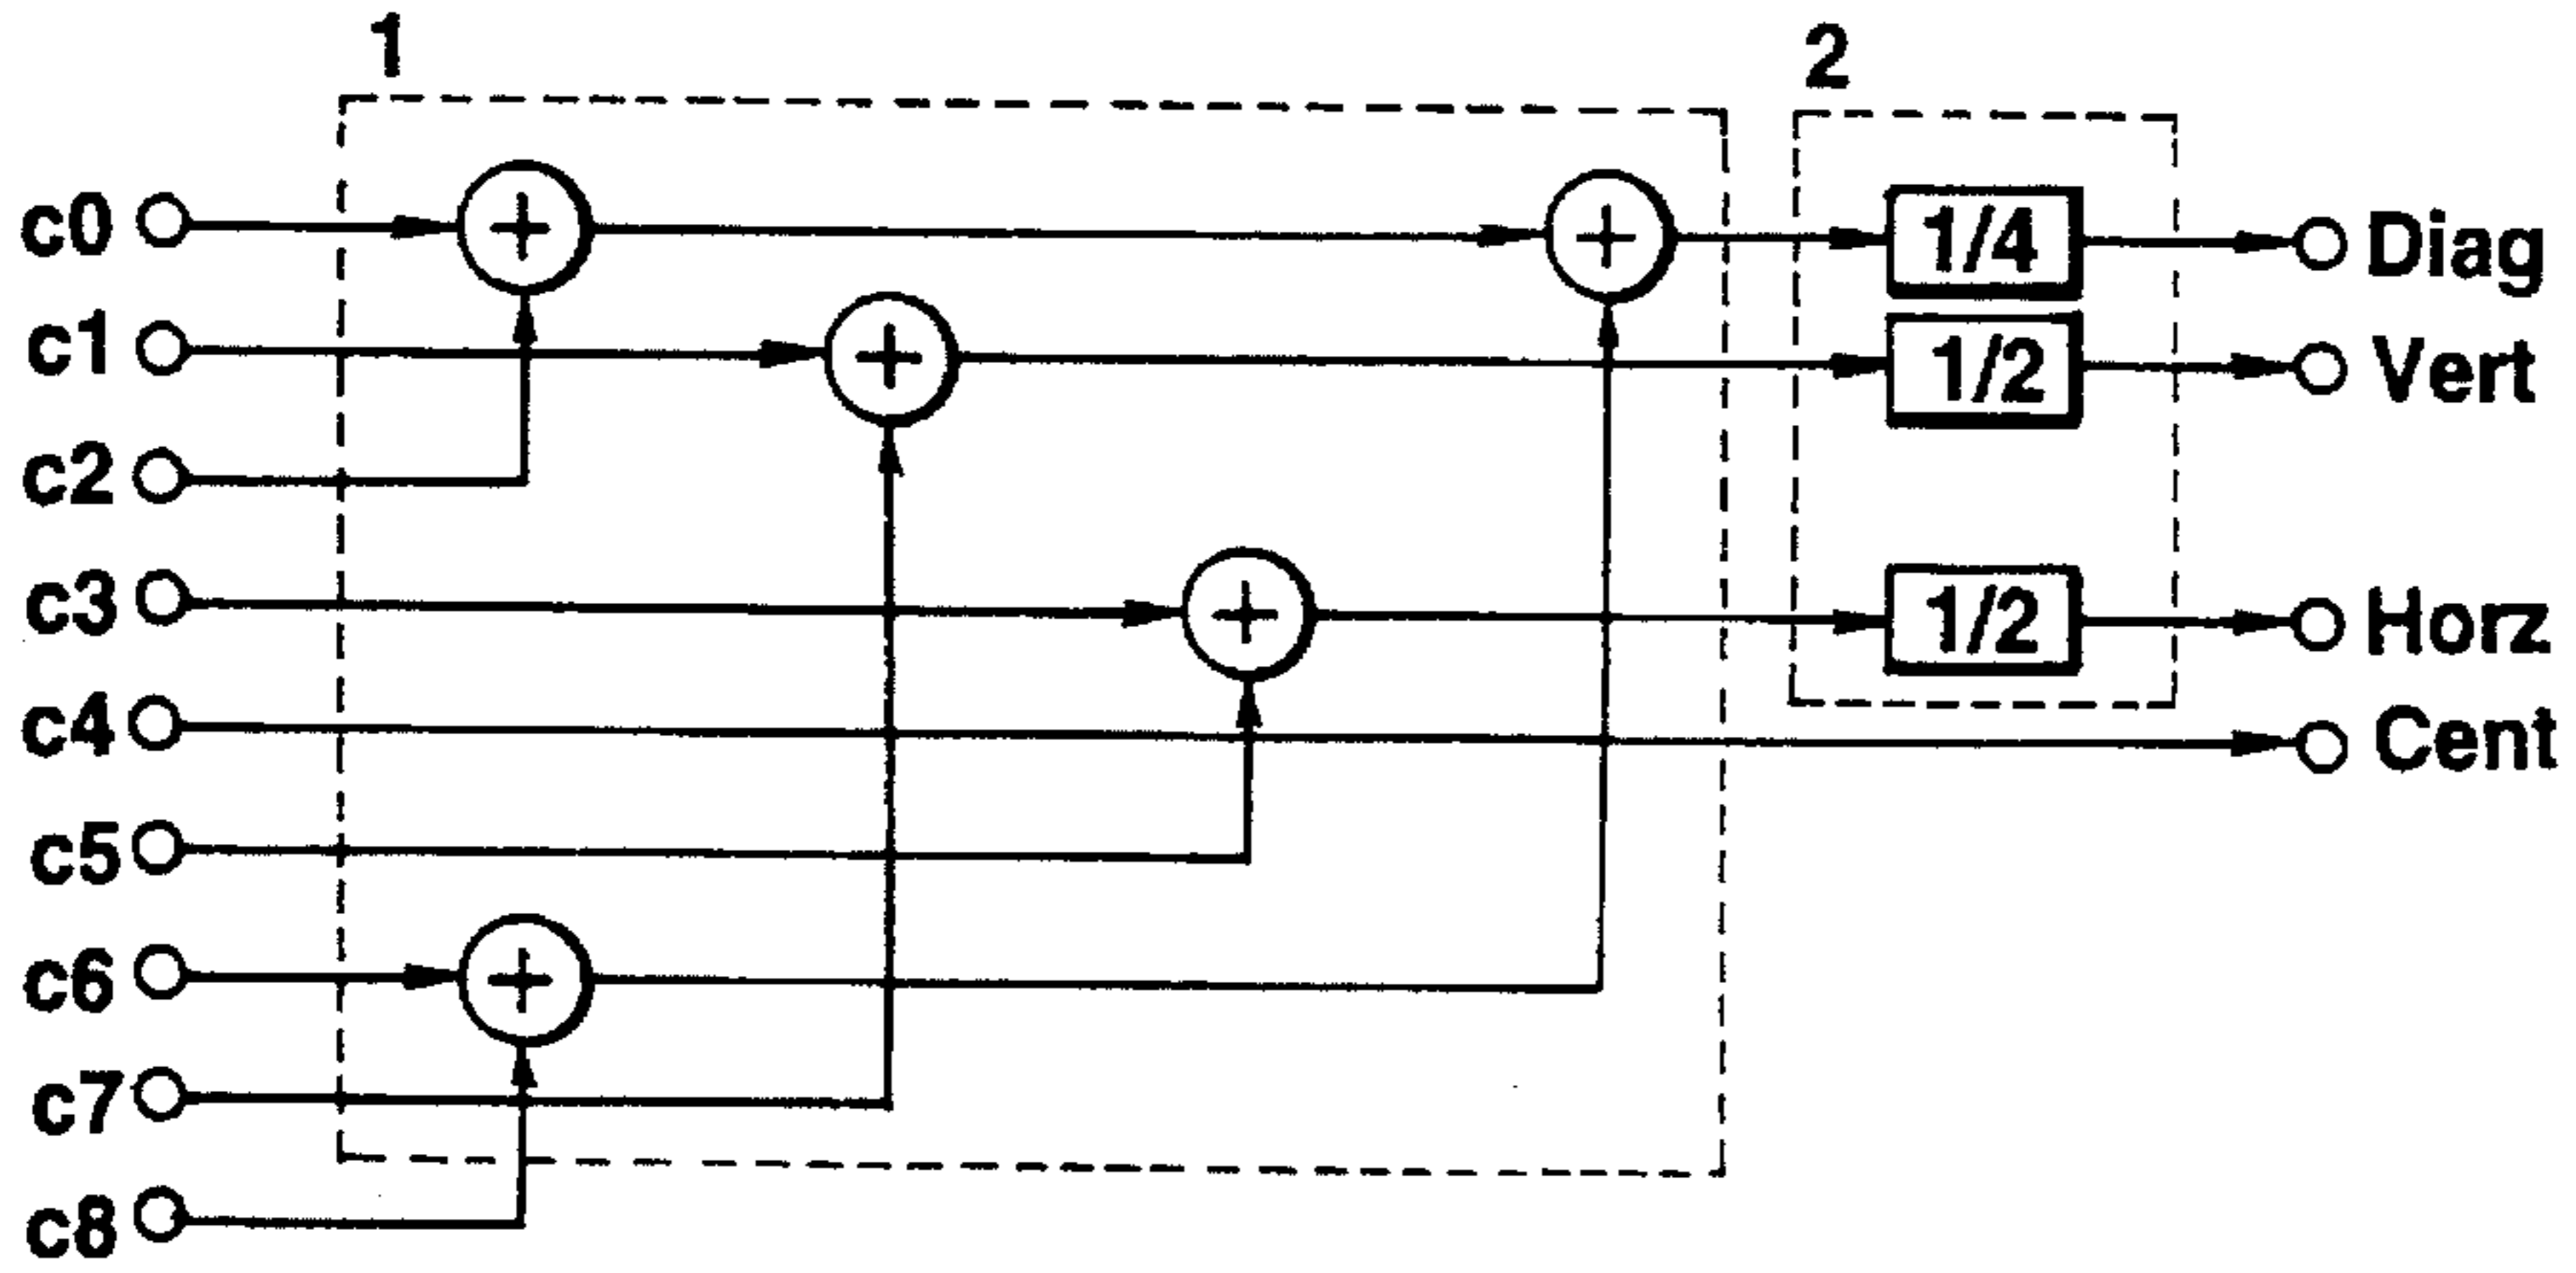 1
2
c0 + + 1/4 Diag
c1 + 1/2 Vert
c2
c3 + 1/2 Horz
c4 Cent
c5
c6 +
c7
c8